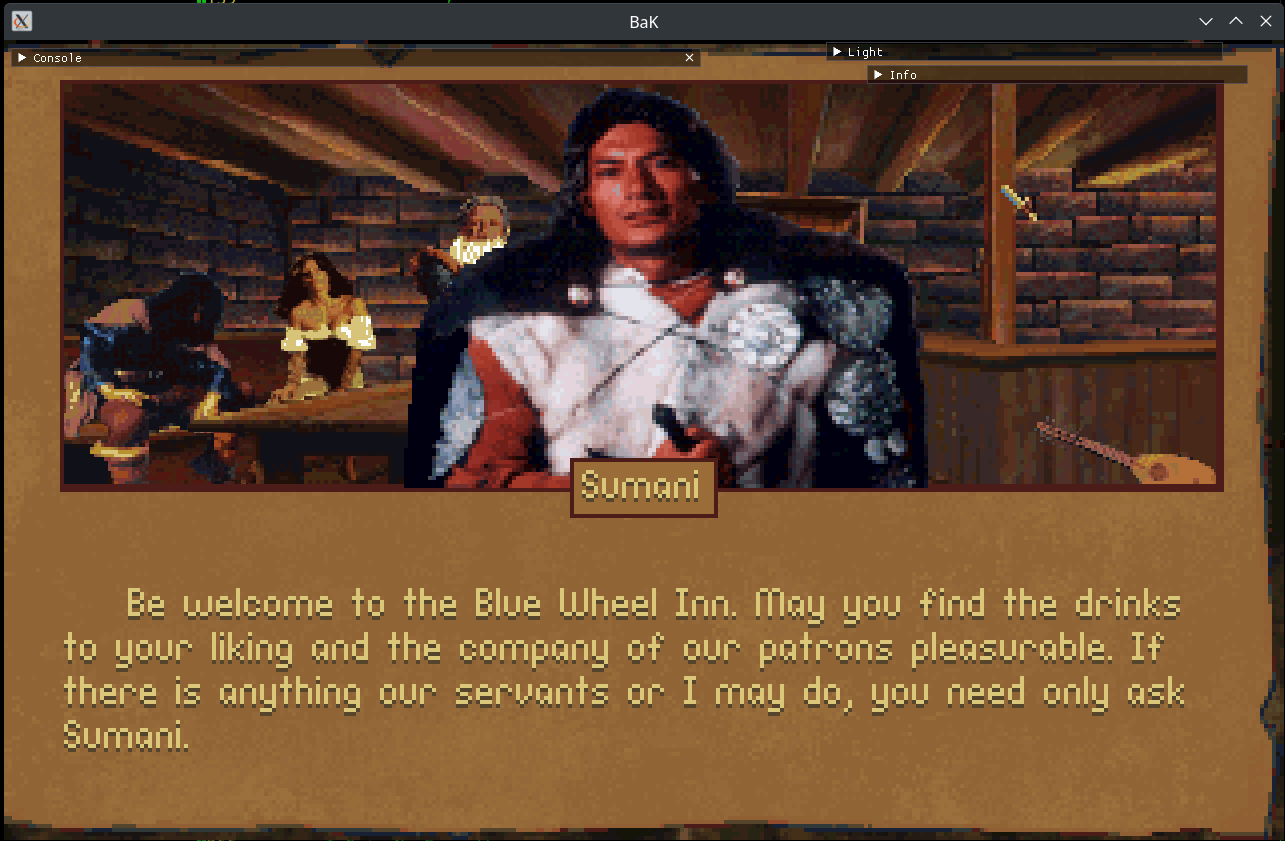 BaK
Console
Light
Info
Sumani
Be welcome to the Blue Wheel Inn. May you find the drinks
to your liking and the company of our patrons pleasurable. If
there is anything our servants or I may do, you need only ask
Sumani.